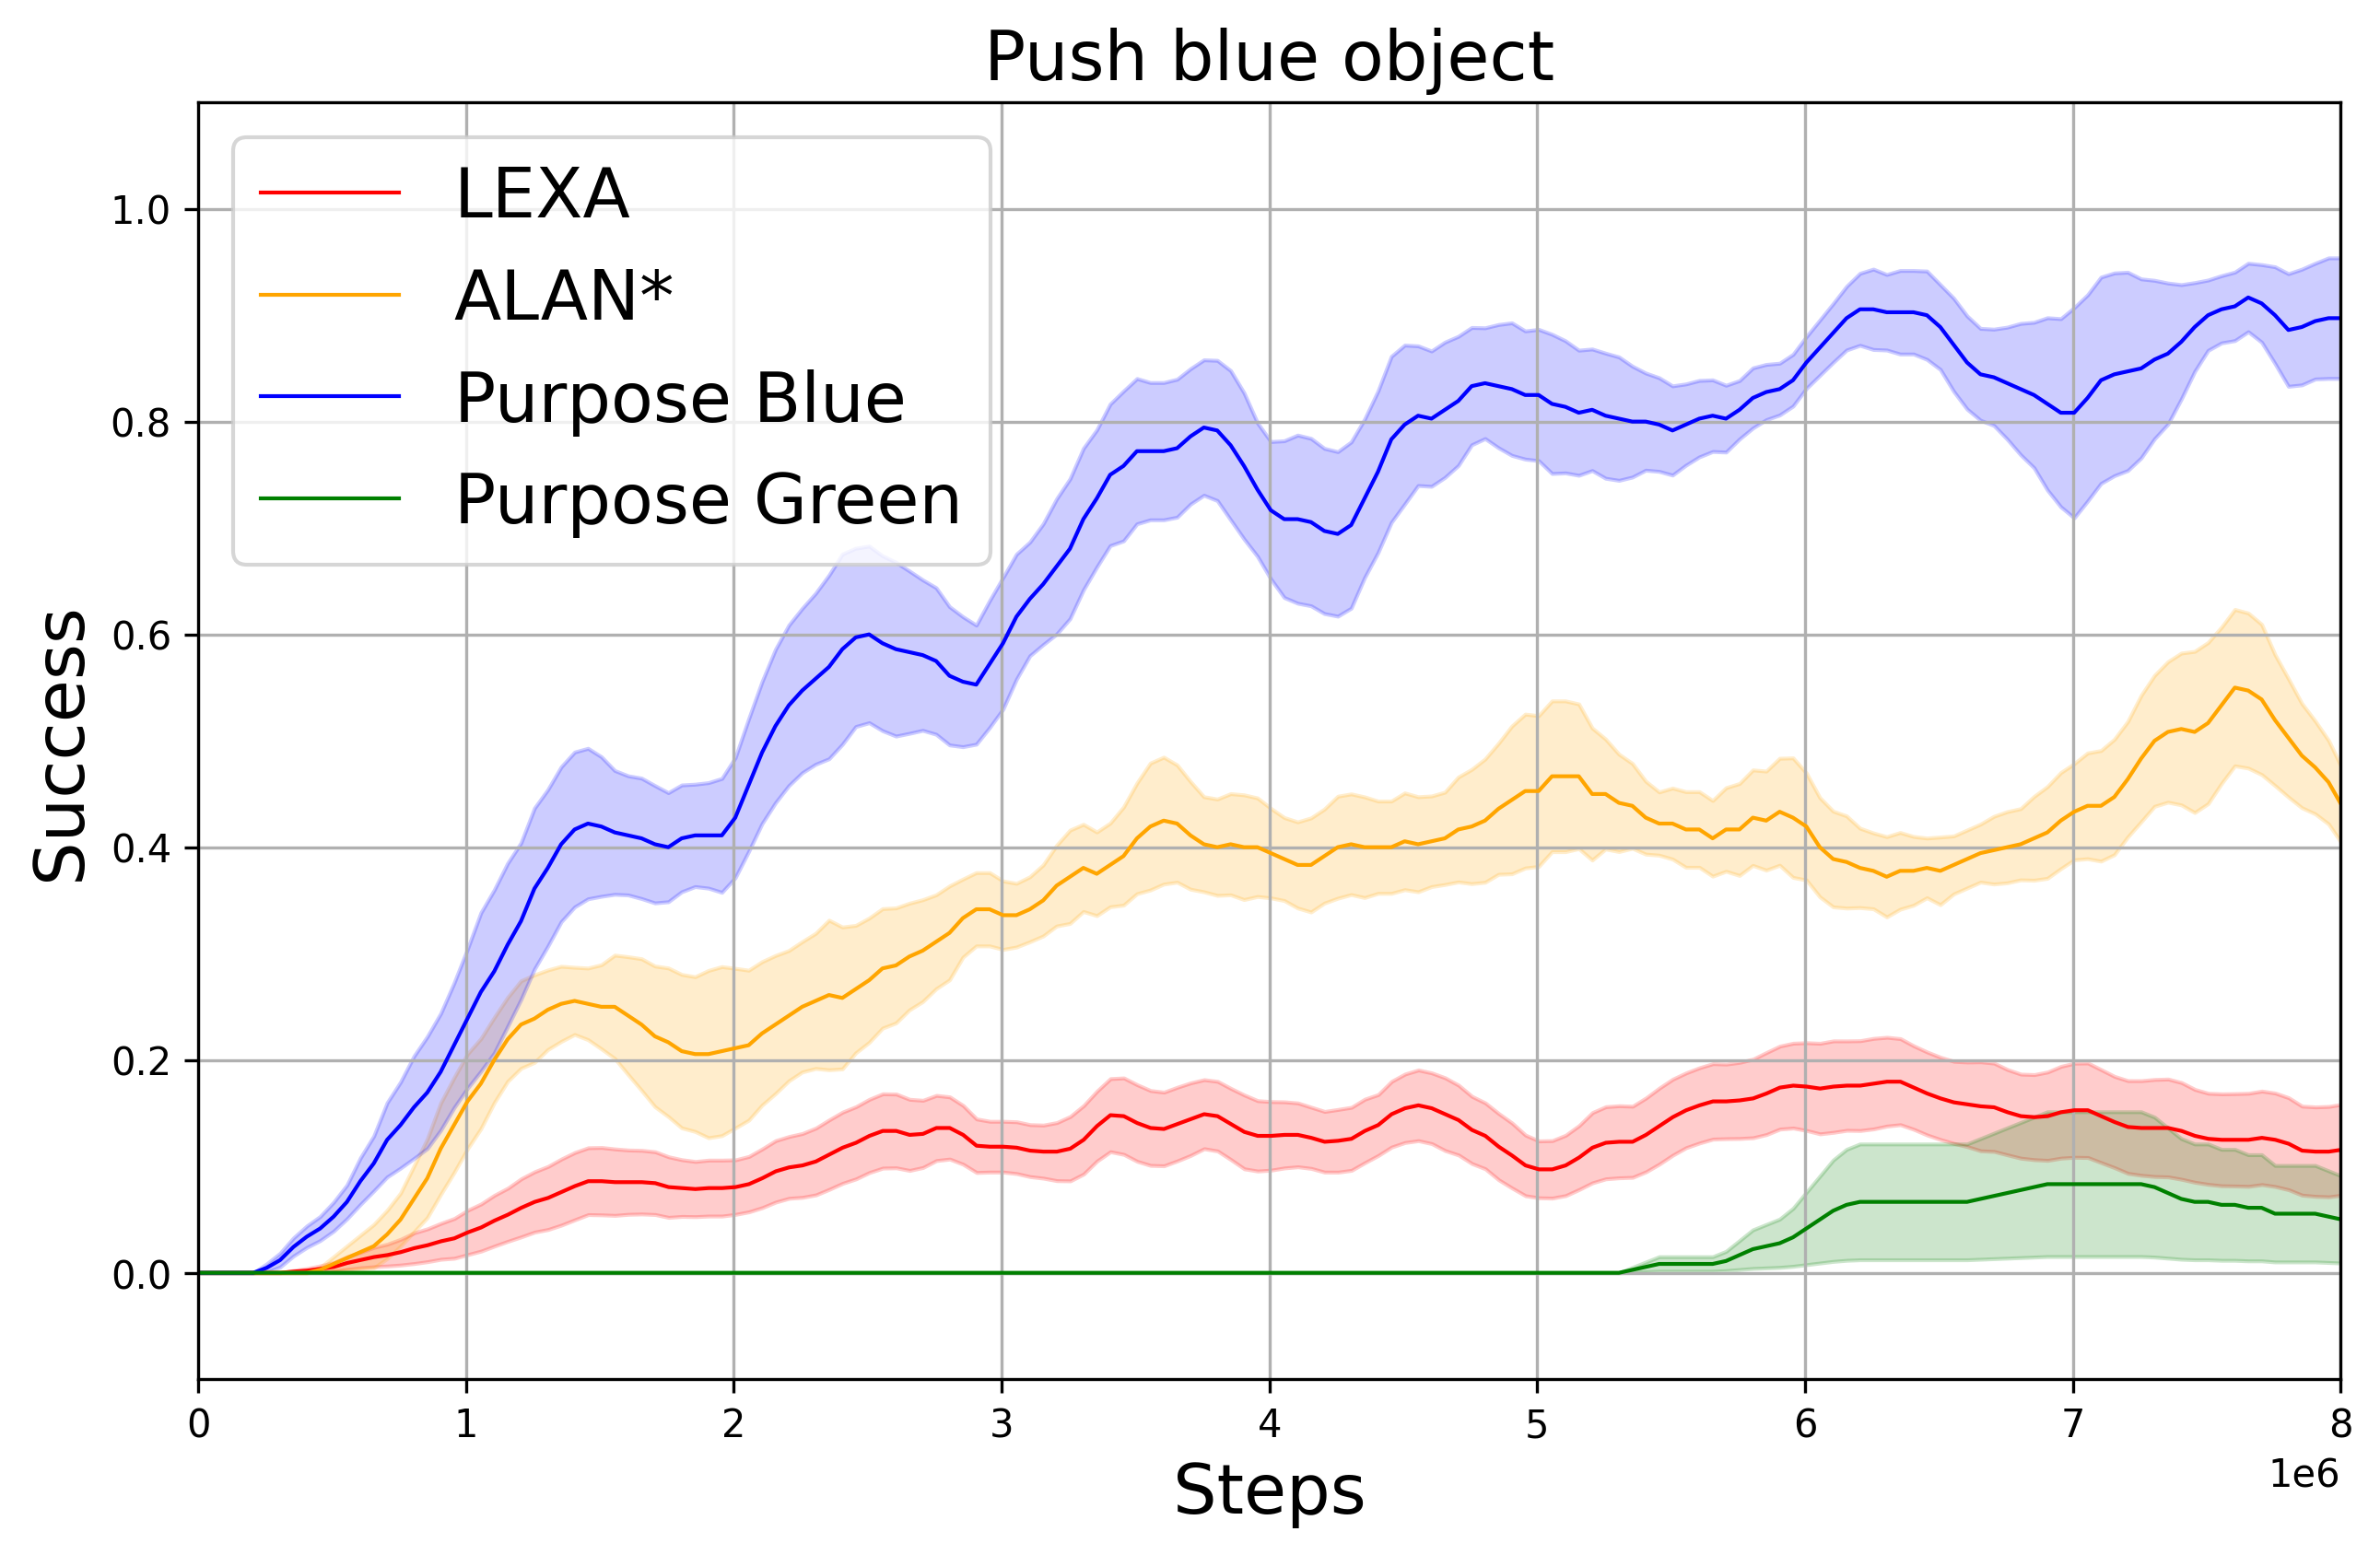 Push blue object
LEXA
ALAN*
Purpose Blue
Purpose Green
Success
1.0
0.8
0.6
0.4
0.2
0.0
0 1 2 3 4 5 6 7 8
1e6
Steps